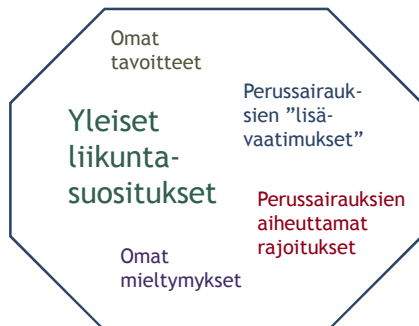 Omat
tavoitteet
Perussairauk-
sien ”lisä-
vaatimukset”
Yleiset
liikunta-
suositukset
Perussairauksien
aiheuttamat
rajoitukset
Omat
mieltymykset